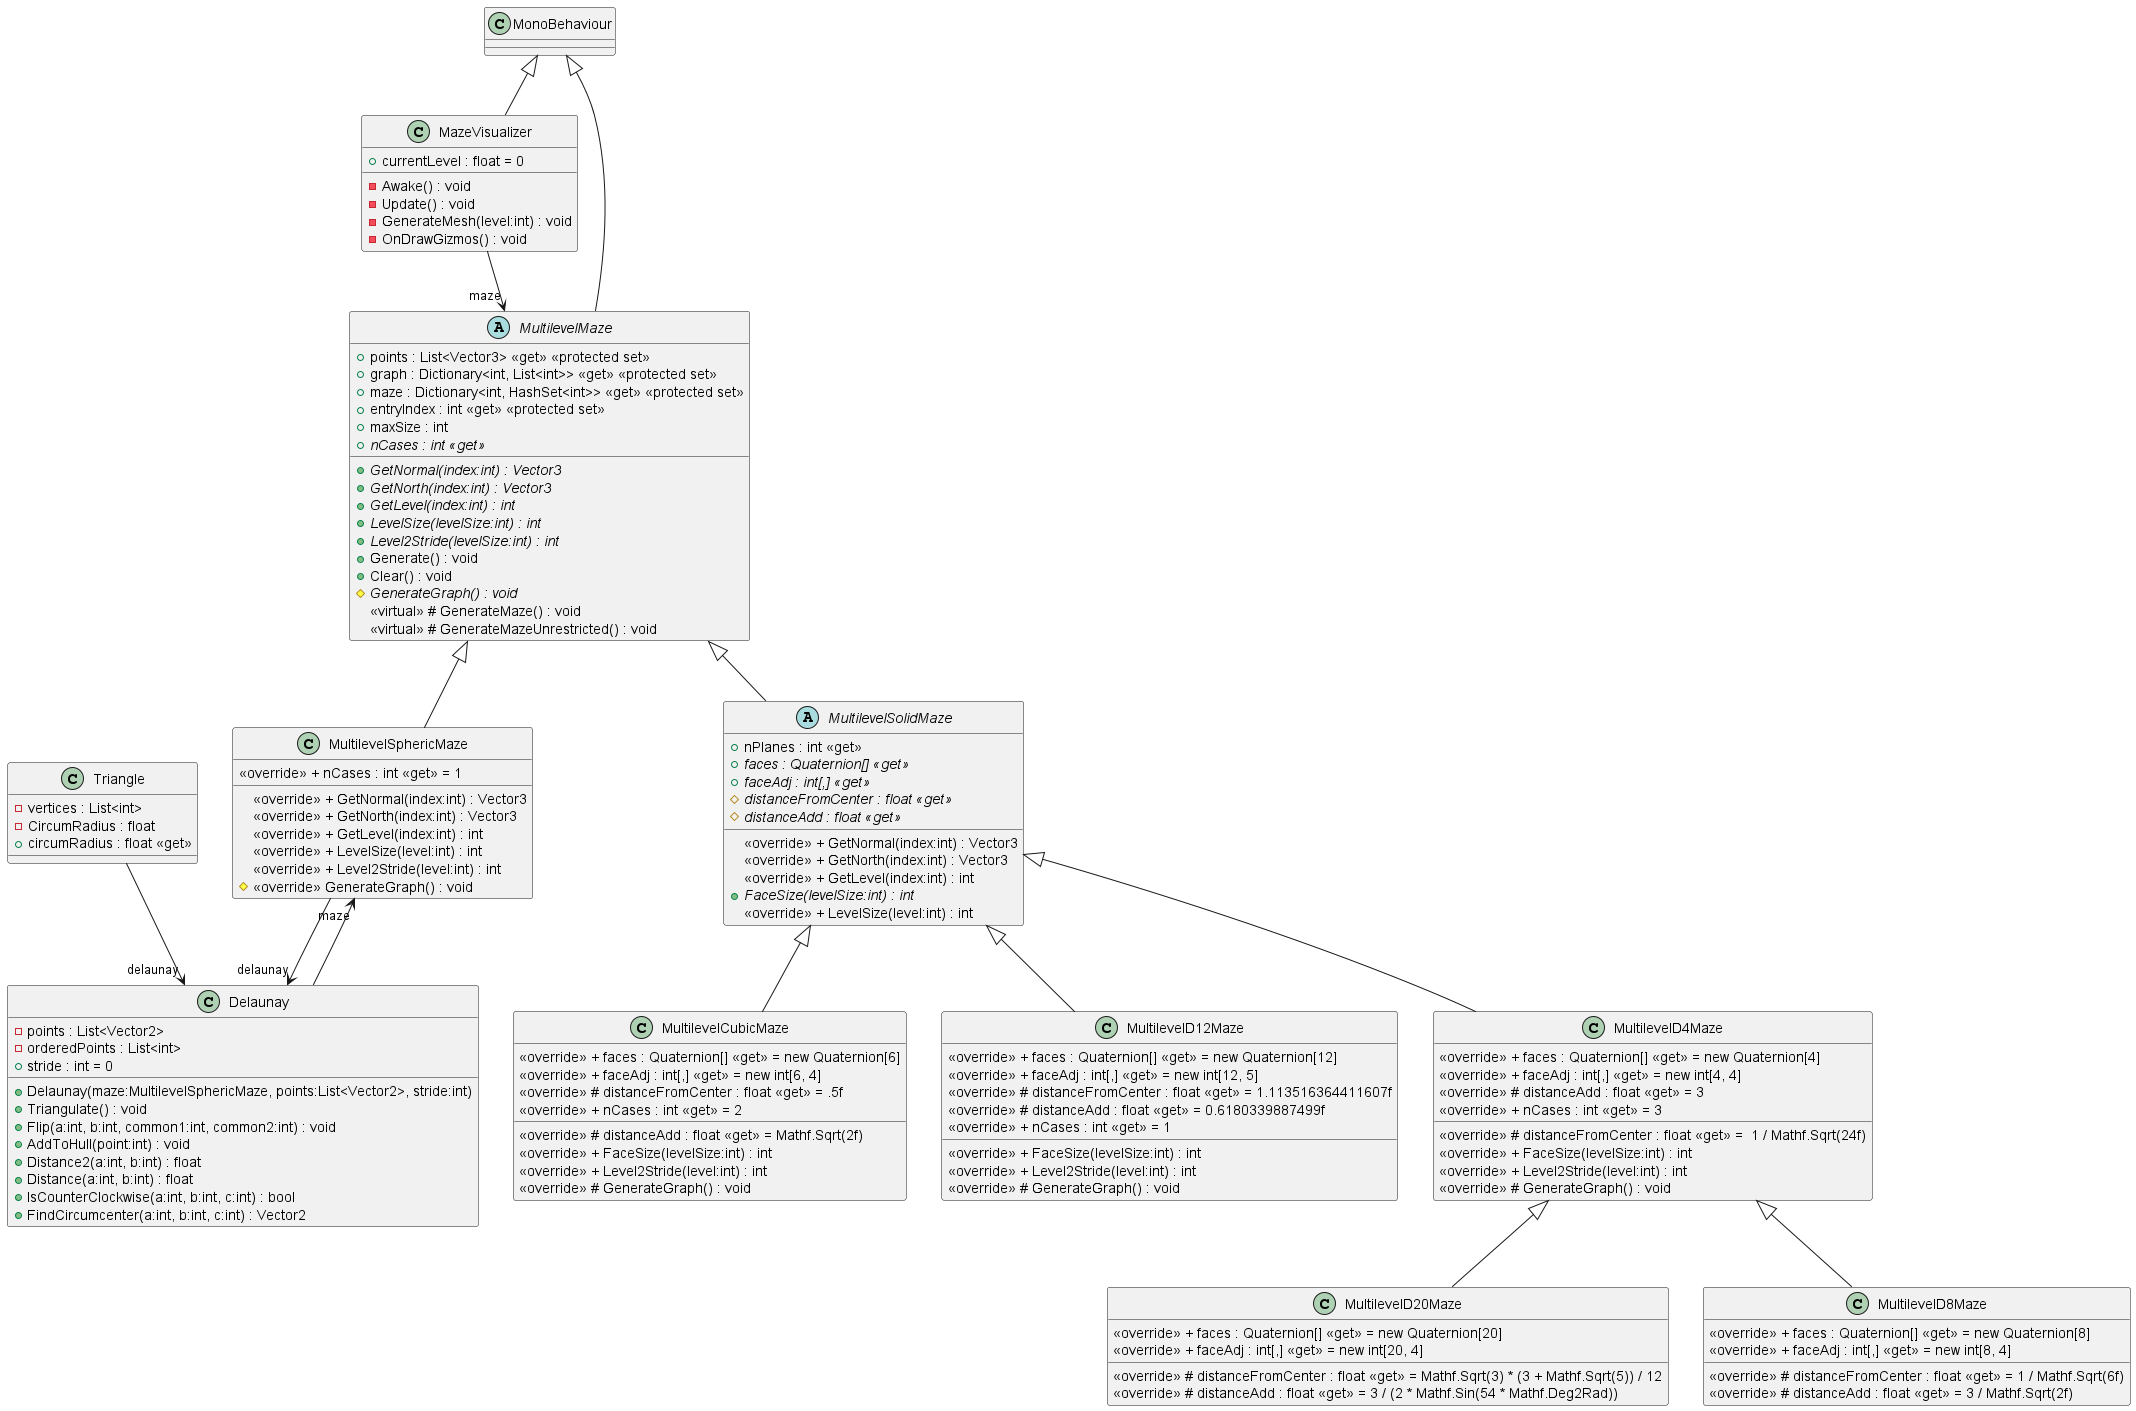 C MonoBehaviour
C MazeVisualizer
currentLevel : float = 0
Awake() : void
Update() : void
GenerateMesh(level:int) : void
OnDrawGizmos() : void
maze
A MultilevelMaze
points : List<Vector3> «get» «protected set»
graph : Dictionary<int, List<int>> «get» «protected set»
maze : Dictionary<int, HashSet<int>> «get» «protected set»
entryIndex : int «get» «protected set»
maxSize : int
nCases : int «get»
GetNormal(index:int) : Vector3
GetNorth(index:int) : Vector3
GetLevel(index:int) : int
LevelSize(levelSize:int) : int
Level2Stride(levelSize:int) : int
Generate() : void
Clear() : void
GenerateGraph() : void
«virtual» # GenerateMaze() : void
«virtual» # GenerateMazeUnrestricted() : void
C Triangle
vertices : List<int>
CircumRadius : float
circumRadius : float «get»
C MultilevelSphericMaze
«override» + nCases : int «get» = 1
«override» + GetNormal(index:int) : Vector3
«override» + GetNorth(index:int) : Vector3
«override» + GetLevel(index:int) : int
«override» + LevelSize(level:int) : int
«override» + Level2Stride(level:int) : int
«override» GenerateGraph() : void
A MultilevelSolidMaze
nPlanes : int «get»
faces : Quaternion[] «get»
faceAdj : int[,] «get»
distanceFromCenter : float «get»
distanceAdd : float «get»
«override» + GetNormal(index:int) : Vector3
«override» + GetNorth(index:int) : Vector3
«override» + GetLevel(index:int) : int
FaceSize(levelSize:int) : int
«override» + LevelSize(level:int) : int
maze
delaunay
delaunay
C Delaunay
points : List<Vector2>
orderedPoints : List<int>
stride : int = 0
Delaunay(maze:MultilevelSphericMaze, points:List<Vector2>, stride:int)
Triangulate() : void
Flip(a:int, b:int, common1:int, common2:int) : void
AddToHull(point:int) : void
Distance2(a:int, b:int) : float
Distance(a:int, b:int) : float
IsCounterClockwise(a:int, b:int, c:int) : bool
FindCircumcenter(a:int, b:int, c:int) : Vector2
C MultilevelCubicMaze
«override» + faces : Quaternion[] «get» = new Quaternion[6]
«override» + faceAdj : int[,] «get» = new int[6, 4]
«override» # distanceFromCenter : float «get» = .5f
«override» + nCases : int «get» = 2
«override» # distanceAdd : float «get» = Mathf.Sqrt(2f)
«override» + FaceSize(levelSize:int) : int
«override» + Level2Stride(level:int) : int
«override» # GenerateGraph() : void
C MultilevelD12Maze
«override» + faces : Quaternion[] «get» = new Quaternion[12]
«override» + faceAdj : int[,] «get» = new int[12, 5]
«override» # distanceFromCenter : float «get» = 1.113516364411607f
«override» # distanceAdd : float «get» = 0.6180339887499f
«override» + nCases : int «get» = 1
«override» + FaceSize(levelSize:int) : int
«override» + Level2Stride(level:int) : int
«override» # GenerateGraph() : void
C MultilevelD4Maze
«override» + faces : Quaternion[] «get» = new Quaternion[4]
«override» + faceAdj : int[,] «get» = new int[4, 4]
«override» # distanceAdd : float «get» = 3
«override» + nCases : int «get» = 3
«override» # distanceFromCenter : float «get» =  1 / Mathf.Sqrt(24f)
«override» + FaceSize(levelSize:int) : int
«override» + Level2Stride(level:int) : int
«override» # GenerateGraph() : void
C MultilevelD20Maze
«override» + faces : Quaternion[] «get» = new Quaternion[20]
«override» + faceAdj : int[,] «get» = new int[20, 4]
«override» # distanceFromCenter : float «get» = Mathf.Sqrt(3) * (3 + Mathf.Sqrt(5)) / 12
«override» # distanceAdd : float «get» = 3 / (2 * Mathf.Sin(54 * Mathf.Deg2Rad))
C MultilevelD8Maze
«override» + faces : Quaternion[] «get» = new Quaternion[8]
«override» + faceAdj : int[,] «get» = new int[8, 4]
«override» # distanceFromCenter : float «get» = 1 / Mathf.Sqrt(6f)
«override» # distanceAdd : float «get» = 3 / Mathf.Sqrt(2f)